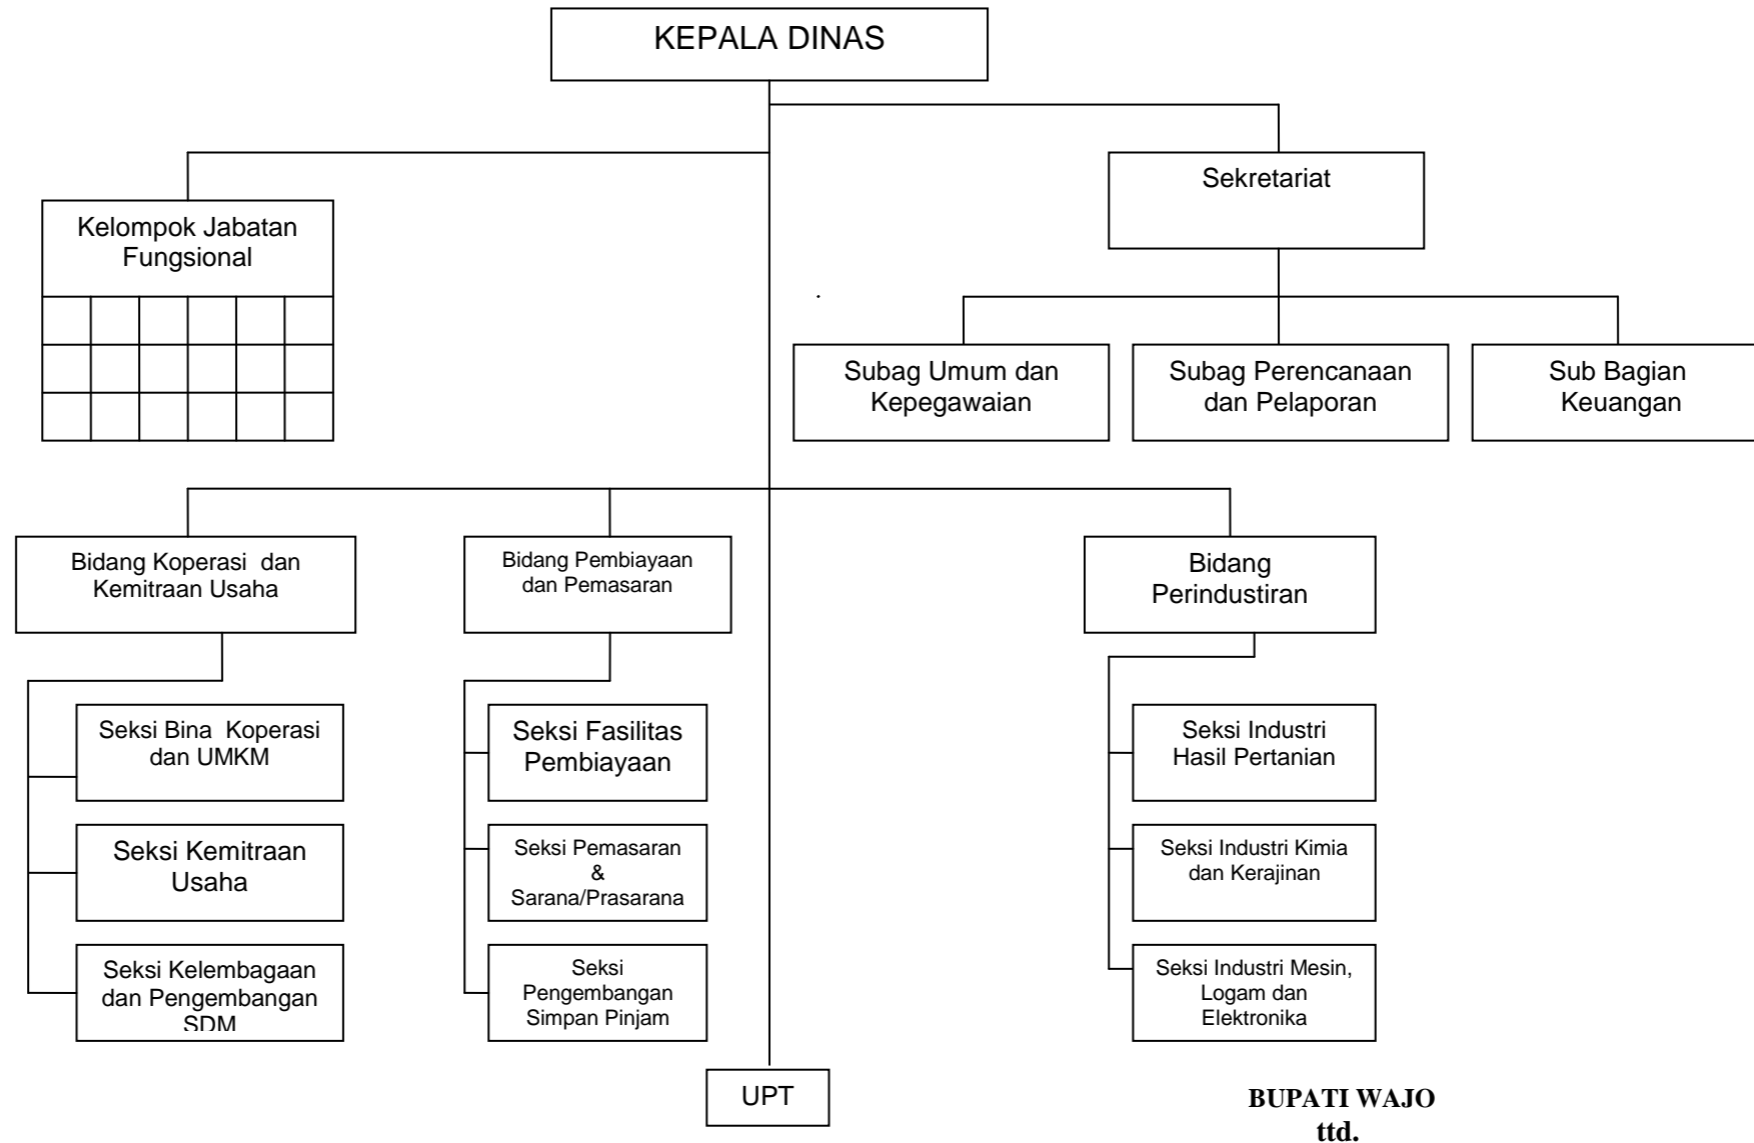 KEPALA DINAS
Sekretariat
Kelompok Jabatan
Fungsional
Subag Umum dan
Kepegawaian
Subag Perencanaan
dan Pelaporan
Sub Bagian
Keuangan
Bidang Koperasi dan
Kemitraan Usaha
Bidang Pembiayaan
dan Pemasaran
Bidang
Perindustiran
Seksi Bina Koperasi
dan UMKM
Seksi Kemitraan
Usaha
Seksi Kelembagaan
dan Pengembangan
SDM
Seksi Fasilitas
Pembiayaan
Seksi Pemasaran
&
Sarana/Prasarana
Seksi
Pengembangan
Simpan Pinjam
Seksi Industri
Hasil Pertanian
Seksi Industri Kimia
dan Kerajinan
Seksi Industri Mesin,
Logam dan
Elektronika
UPT
BUPATI WAJO
ttd.